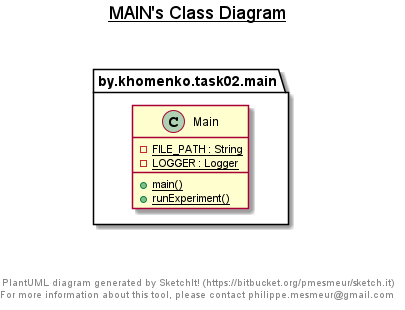 MAIN's Class Diagram
by.khomenko.task02.main
C Main
FILE_PATH : String
LOGGER : Logger
main()
runExperiment()
PlantUML diagram generated by SketchIt! (https://bitbucket.org/pmesmeur/sketch.it)
For more information about this tool, please contact philippe.mesmeur@gmail.com